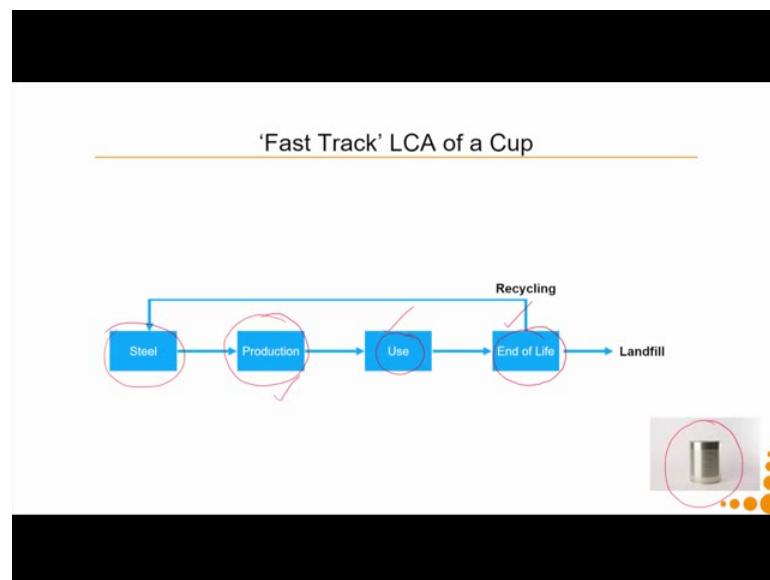 ‘Fast Track’ LCA of a Cup
Recycling
Steel
Production
Use
End of Life
Landfill